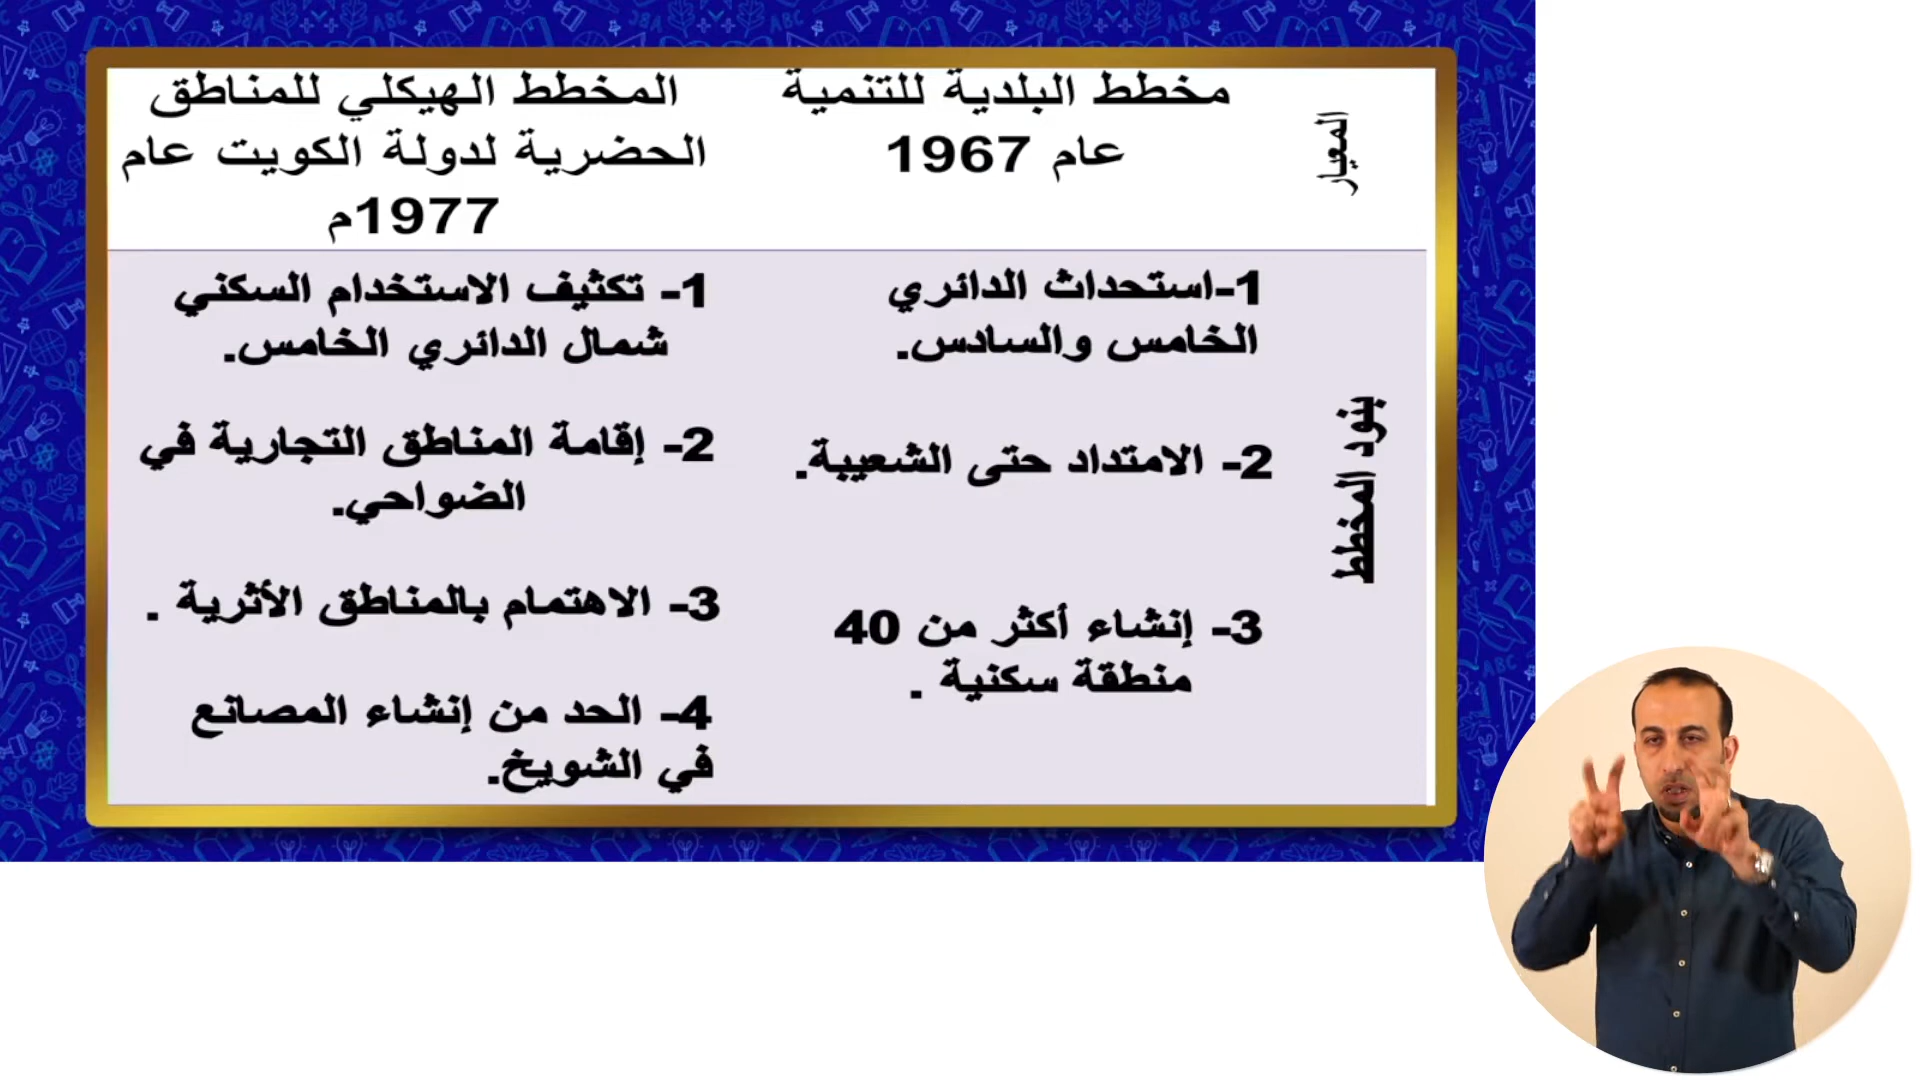 المعيار
مخطط البلدية للتنمية
عام 1967
المخطط الهيكلي للمناطق
الحضرية لدولة الكويت عام
1977م
بنود المخطط
1-استحداث الدائري
الخامس والسادس.
2- الامتداد حتى الشعيبة.
3- إنشاء أكثر من 40
منطقة سكنية .
1- تكثيف الاستخدام السكني
شمال الدائري الخامس.
2- إقامة المناطق التجارية في
الضواحي.
3- الاهتمام بالمناطق الأثرية .
4- الحد من إنشاء المصانع
في الشويخ.